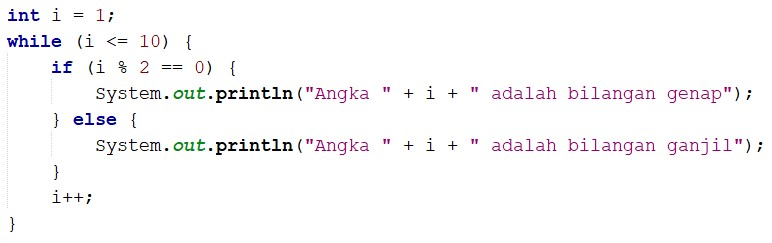 int i = 1;
while (i <= 10) {
    if (i % 2 == 0) {
        System.out.println("Angka " + i + " adalah bilangan genap");
    } else {
        System.out.println("Angka " + i + " adalah bilangan ganjil");
    }
    i++;
}